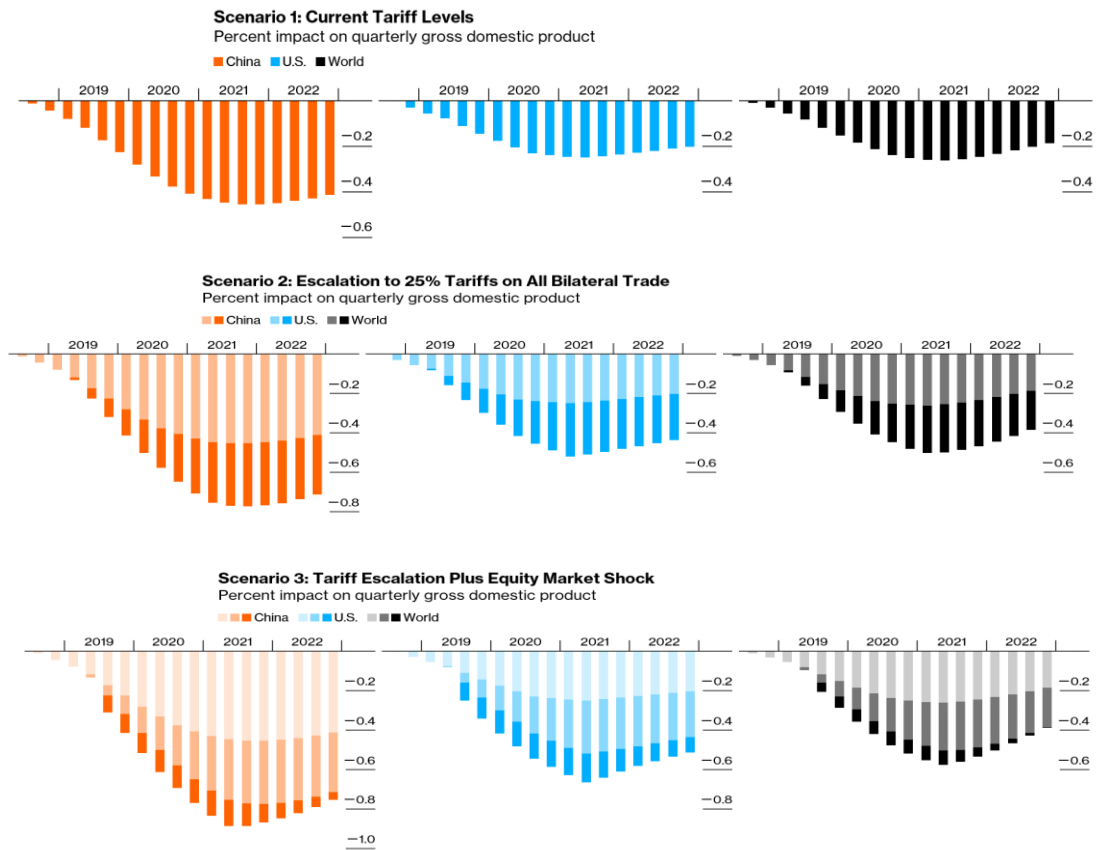 Scenario 1: Current Tariff Levels
Percent impact on quarterly gross domestic product
China U.S. World
2019 2020 2021 2022
−0.2
−0.4
−0.6
2019 2020 2021 2022
−0.2
−0.4
2019 2020 2021 2022
−0.2
−0.4
Scenario 2: Escalation to 25% Tariffs on All Bilateral Trade
Percent impact on quarterly gross domestic product
China U.S. World
2019 2020 2021 2022
−0.2
−0.4
−0.6
−0.8
2019 2020 2021 2022
−0.2
−0.4
−0.6
2019 2020 2021 2022
−0.2
−0.4
−0.6
Scenario 3: Tariff Escalation Plus Equity Market Shock
Percent impact on quarterly gross domestic product
China U.S. World
2019 2020 2021 2022
−0.2
−0.4
−0.6
−0.8
−1.0
2019 2020 2021 2022
−0.2
−0.4
−0.6
−0.8
2019 2020 2021 2022
−0.2
−0.4
−0.6